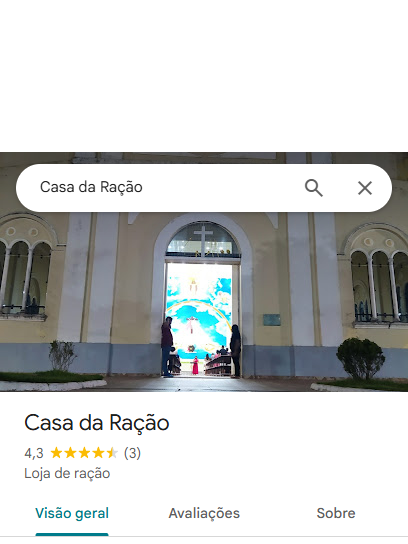 Casa da Ração
Casa da Ração
4,3 (3)
Loja de ração
Visão geral Avaliações Sobre